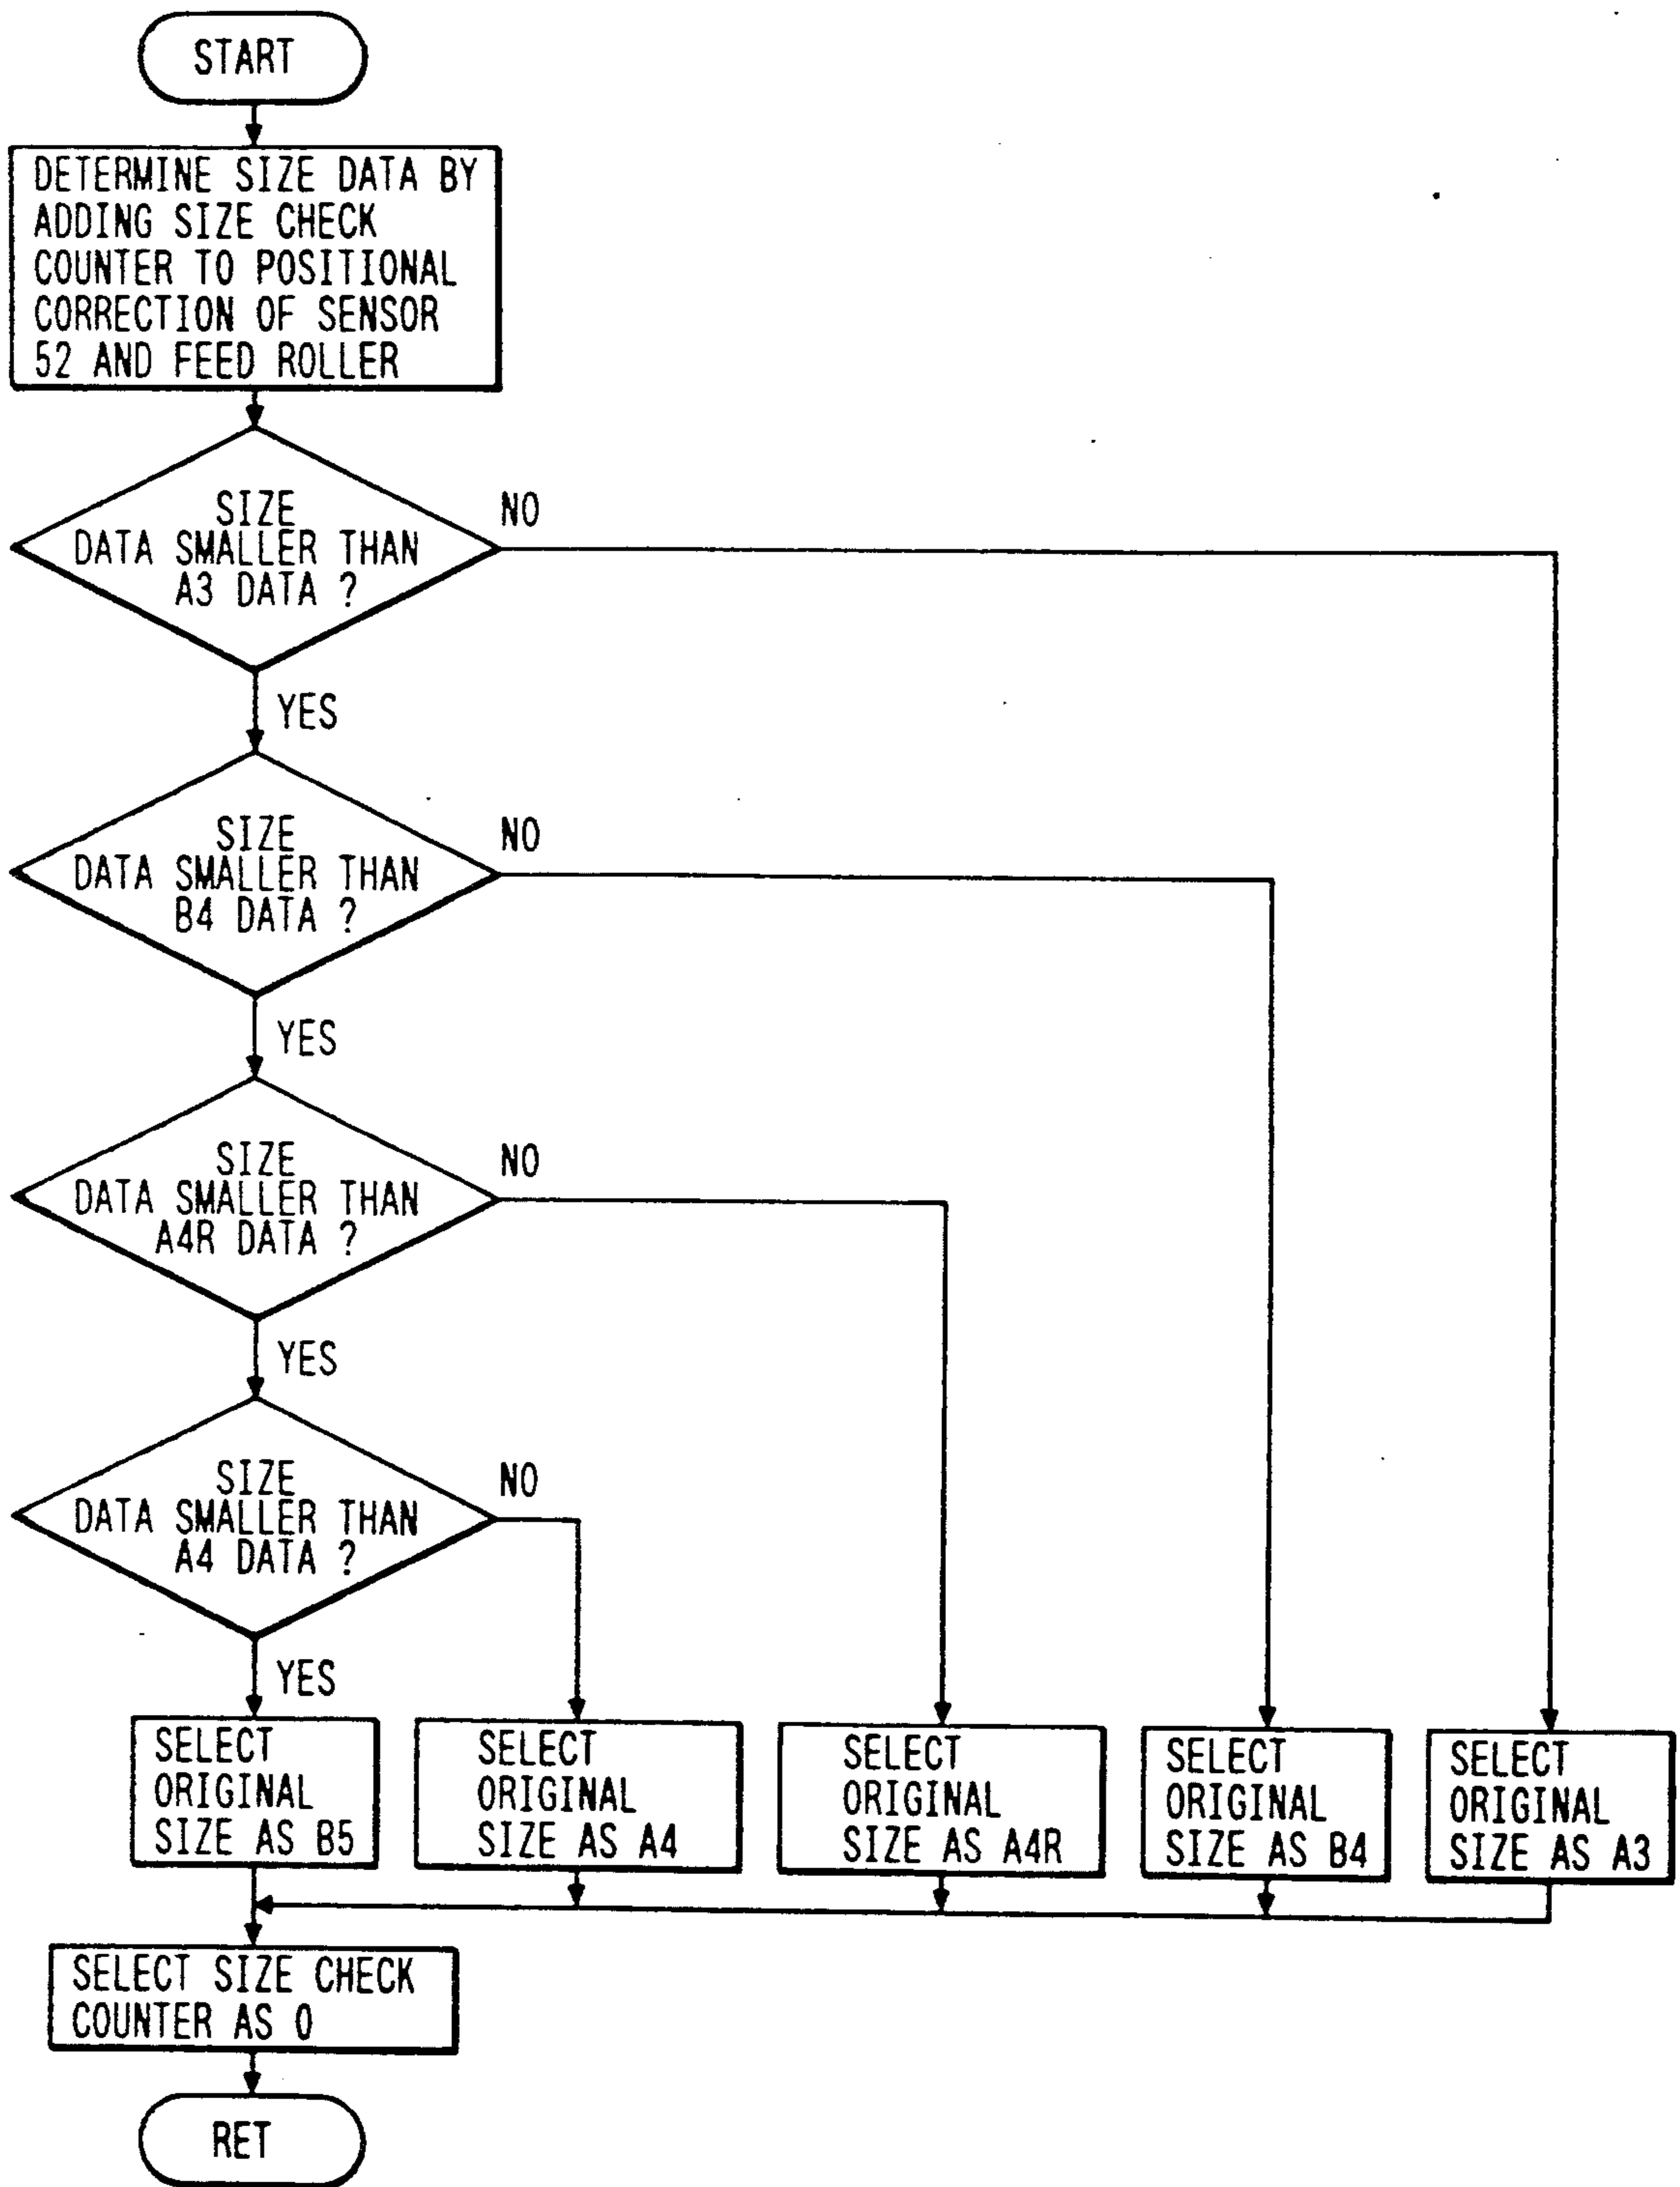 START
DETERMINE SIZE DATA BY
ADDING SIZE CHECK
COUNTER TO POSITIONAL
CORRECTION OF SENSOR
52 AND FEED ROLLER
SIZE
DATA SMALLER THAN
A3 DATA ?
NO
YES
SIZE
DATA SMALLER THAN
B4 DATA ?
NO
YES
SIZE
DATA SMALLER THAN
A4R DATA ?
NO
YES
SIZE
DATA SMALLER THAN
A4 DATA ?
NO
YES
SELECT
ORIGINAL
SIZE AS B5
SELECT
ORIGINAL
SIZE AS A4
SELECT
ORIGINAL
SIZE AS A4R
SELECT
ORIGINAL
SIZE AS B4
SELECT
ORIGINAL
SIZE AS A3
SELECT SIZE CHECK
COUNTER AS 0
RET